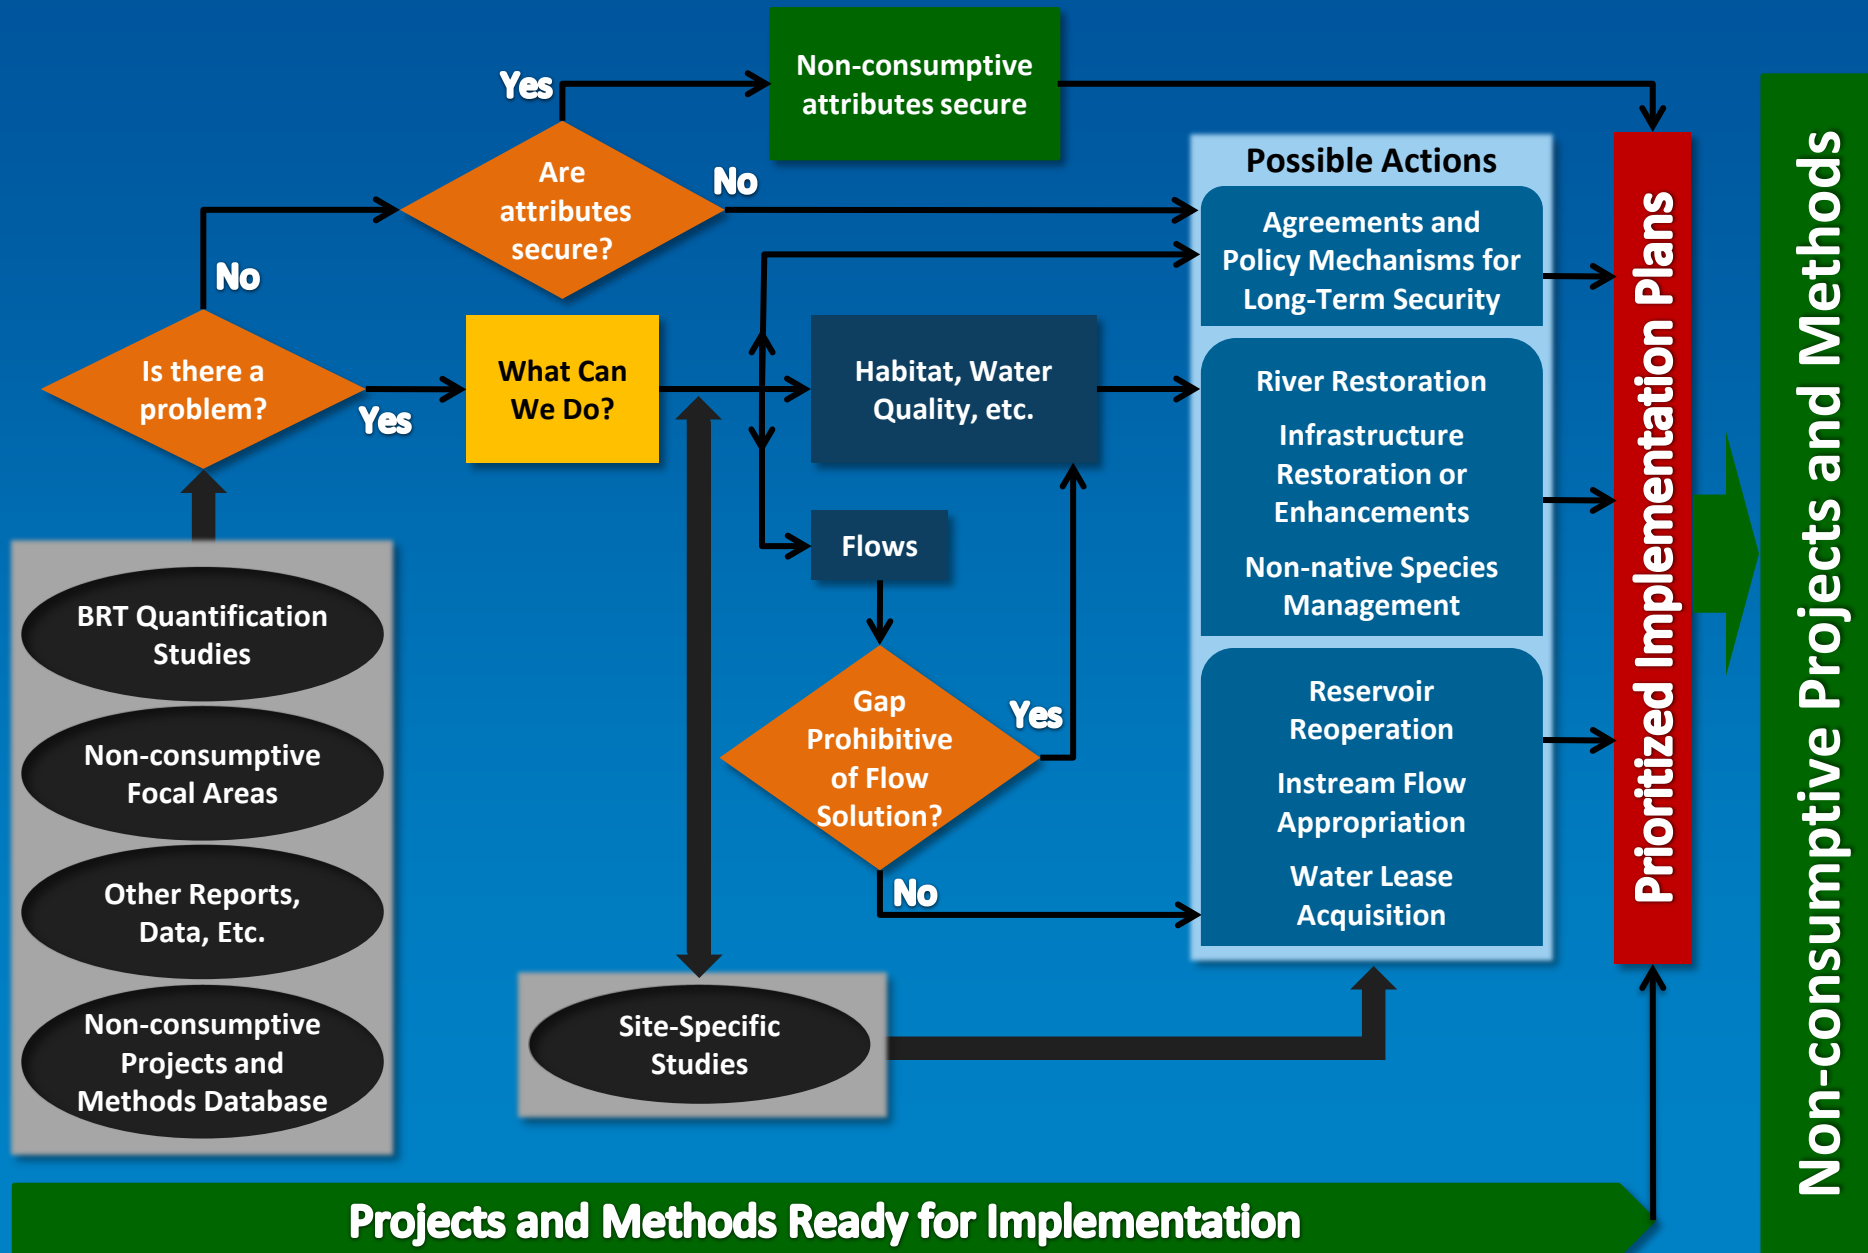 Non-consumptive
attributes secure
Yes
Are
attributes
secure?
No
No
Is there a
problem?
Yes
What Can
We Do?
Habitat, Water
Quality, etc.
Flows
Gap
Prohibitive
of Flow
Solution?
Yes
No
BRT Quantification
Studies
Non-consumptive
Focal Areas
Other Reports,
Data, Etc.
Non-consumptive
Projects and
Methods Database
Site-Specific
Studies
Possible Actions
Agreements and
Policy Mechanisms for
Long-Term Security
River Restoration
Infrastructure
Restoration or
Enhancements
Non-native Species
Management
Reservoir
Reoperation
Instream Flow
Appropriation
Water Lease
Acquisition
Prioritized Implementation Plans
Non-consumptive Projects and Methods
Projects and Methods Ready for Implementation